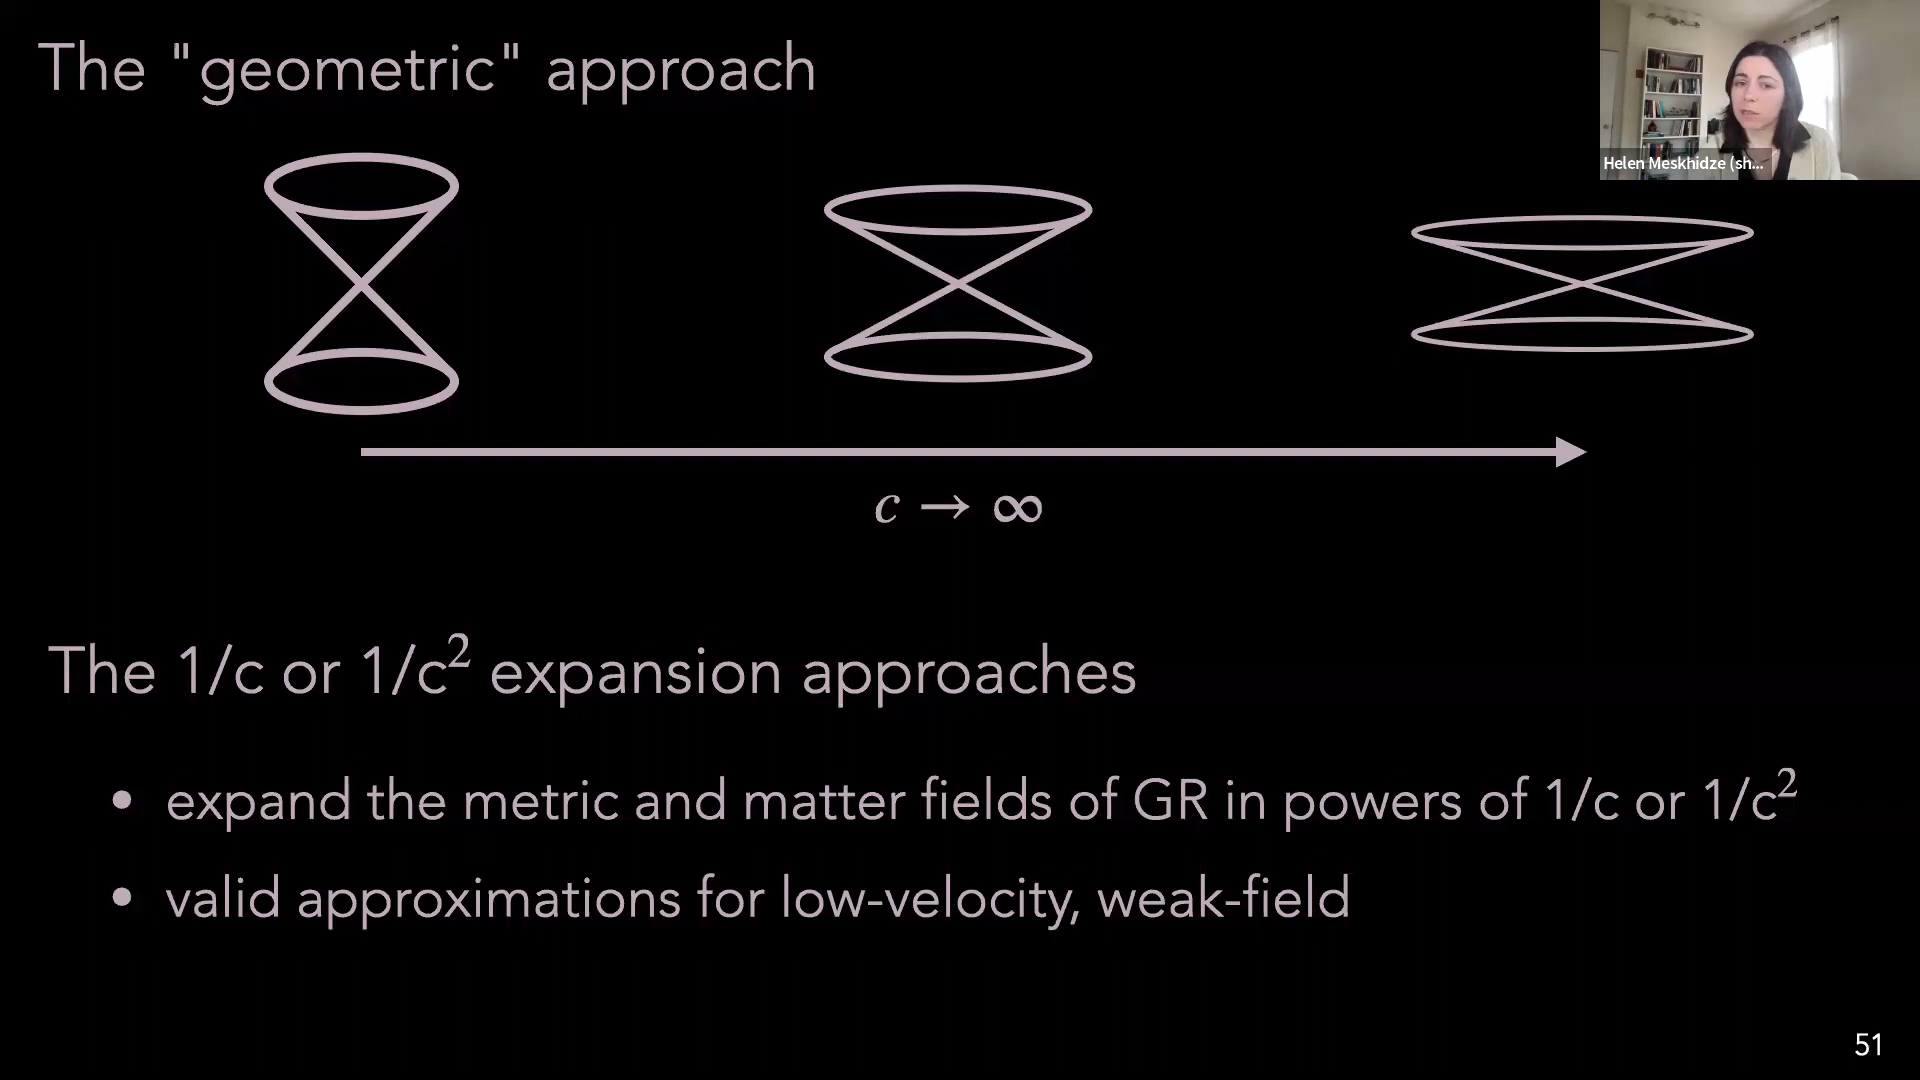 The "geometric" approach
Helen Meskhidze (sh...
c → ∞
The 1/c or 1/c² expansion approaches
• expand the metric and matter fields of GR in powers of 1/c or 1/c²
• valid approximations for low-velocity, weak-field
51